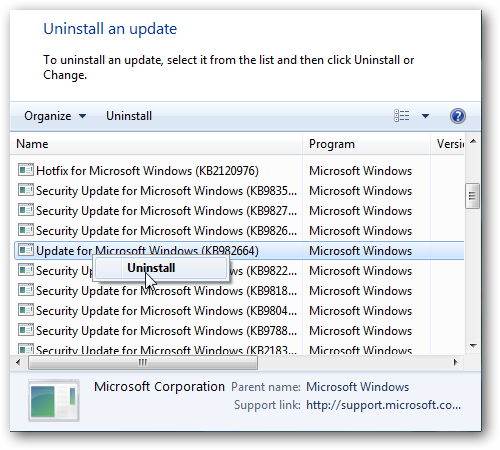 Uninstall an update
To uninstall an update, select it from the list and then click Uninstall or
Change.
Organize Uninstall
Name Program Versio
Hotfix for Microsoft Windows (KB2120976) Microsoft Windows
Security Update for Microsoft Windows (KB9835... Microsoft Windows
Security Update for Microsoft Windows (KB9827... Microsoft Windows
Security Update for Microsoft Windows (KB9826... Microsoft Windows
Update for Microsoft Windows (KB982664) Microsoft Windows
Uninstall
Security Up (KB9822... Microsoft Windows
Security Update for Microsoft Windows (KB9818... Microsoft Windows
Security Update for Microsoft Windows (KB9804... Microsoft Windows
Security Update for Microsoft Windows (KB9788... Microsoft Windows
Security Update for Microsoft Windows (KB2183... Microsoft Windows
Microsoft Corporation Parent name: Microsoft Windows
Support link: http://support.microsoft.co...